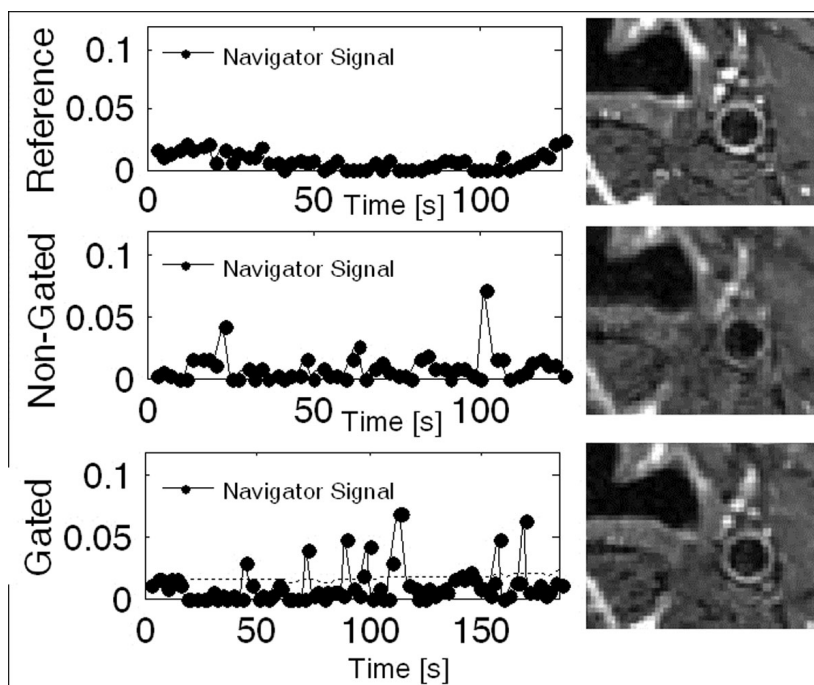 Reference
0.1
0.05
0
Navigator Signal
0 50 100
Time [s]
Non-Gated
0.1
0.05
0
Navigator Signal
0 50 100
Time [s]
Gated
0.1
0.05
0
Navigator Signal
0 50 100 150
Time [s]